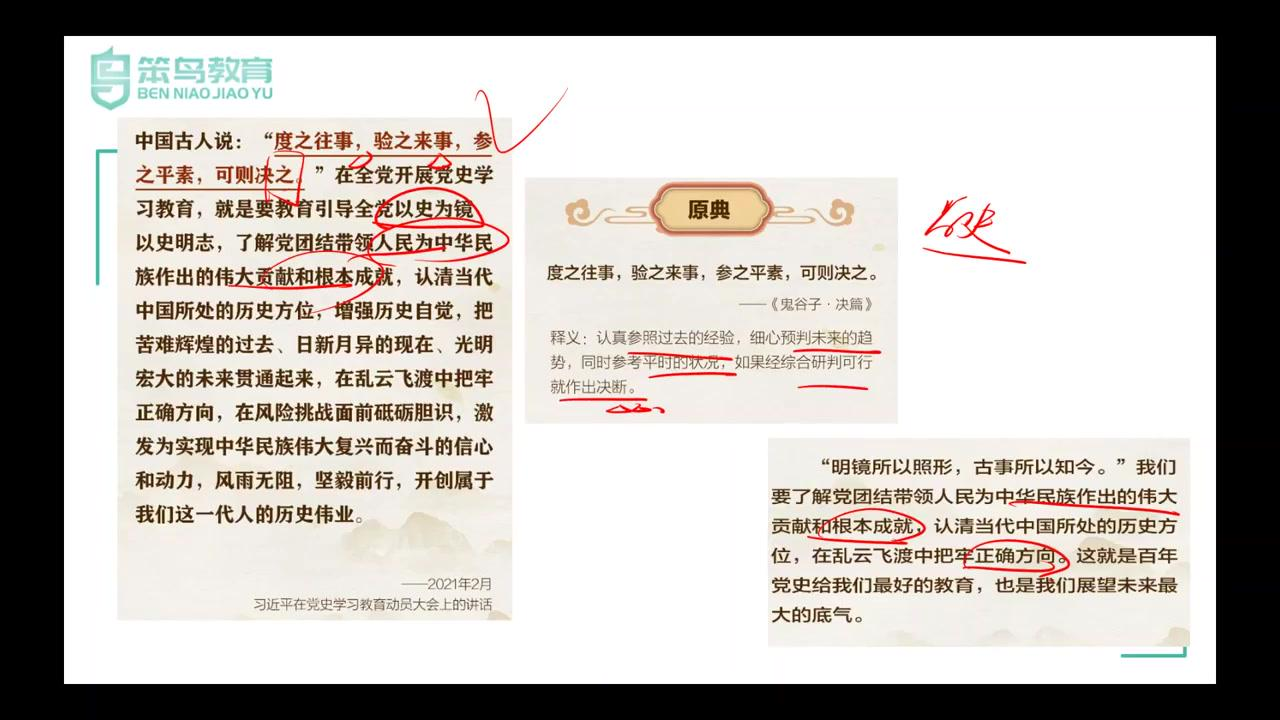 笨鸟教育
BEN NIAO JIAO YU
中国古人说：“度之往事，验之来事，参
之平素，可则决之。”在全党开展党史学
习教育，就是要教育引导全党以史为镜、
以史明志，了解党团结带领人民为中华民
族作出的伟大贡献和根本成就，认清当代
中国所处的历史方位，增强历史自觉，把
苦难辉煌的过去、日新月异的现在、光明
宏大的未来贯通起来，在乱云飞渡中把牢
正确方向，在风险挑战面前砥砺胆识，激
发为实现中华民族伟大复兴而奋斗的信心
和动力，风雨无阻，坚毅前行，开创属于
我们这一代人的历史伟业。
——2021年2月
习近平在党史学习教育动员大会上的讲话
原典
度之往事，验之来事，参之平素，可则决之。
——《鬼谷子·决篇》
释义：认真参照过去的经验，细心预判未来的趋
势，同时参考平时的状况，如果经综合研判可行
就作出决断。
“明镜所以照形，古事所以知今。”我们
要了解党团结带领人民为中华民族作出的伟大
贡献和根本成就，认清当代中国所处的历史方
位，在乱云飞渡中把牢正确方向。这就是百年
党史给我们最好的教育，也是我们展望未来最
大的底气。